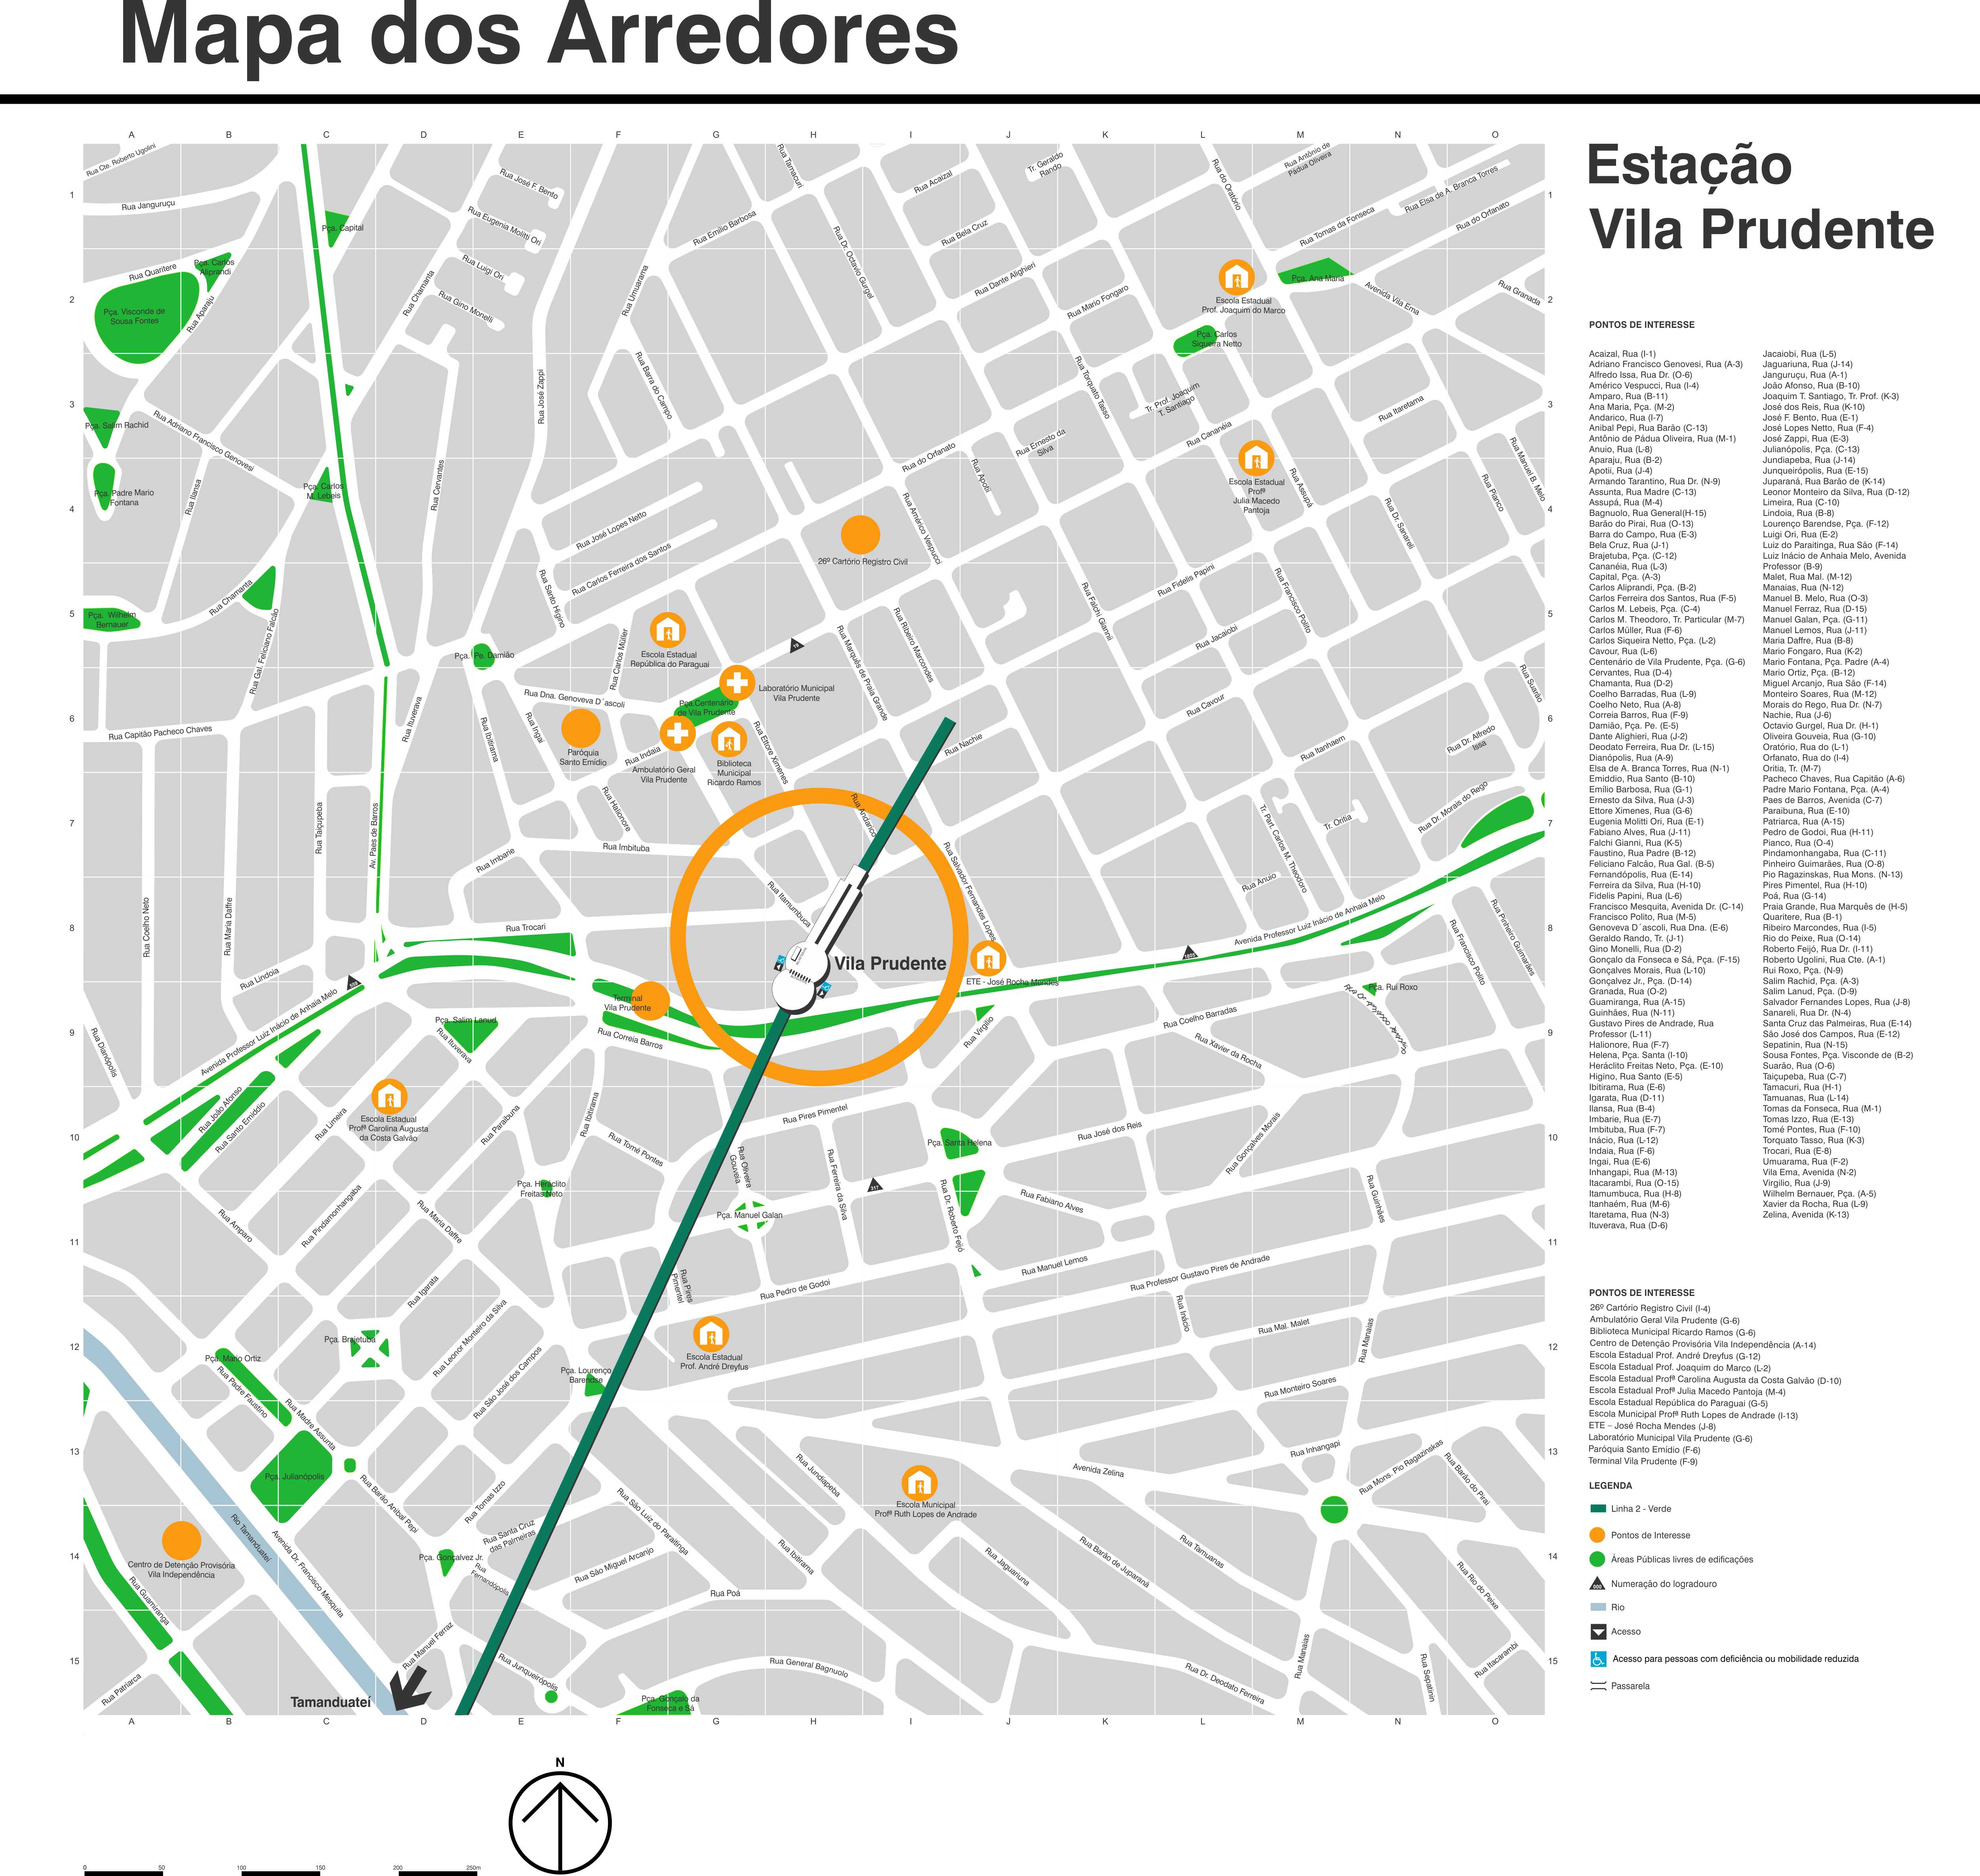 Mapa dos Arredores
Estação
Vila Prudente
A B C D E F G H I J K L M N O
1
2
3
4
5
6
7
8
9
10
11
12
13
14
15
Rua Cte. Roberto Ugolini
Rua Janguruçu
Rua Quaritere
Pça. Carlos
Aliprandi
Pça. Visconde de
Sousa Fontes
Rua Aparaju
Pça. Capital
Rua José F. Bento
Rua Eugenia Molitti Ori
Rua Luigi Ori
Rua Gino Monelli
Rua Chamanta
Rua Umuarama
Rua Emilio Barbosa
Rua Tamacuri
Rua Dr. Octavio Gurgel
Rua Acaizal
Rua Bela Cruz
Tr. Geraldo
Rando
Rua Dante Alighieri
Rua Mario Fongaro
Rua do Oratório
Rua Antônio de
Pádua Oliveira
Rua Elsa de A. Branca Torres
Rua Tomas da Fonseca
Rua do Orfanato
Pça. Ana Maria
Avenida Vila Ema
Rua Granada
Escola Estadual
Prof. Joaquim do Marco
Pça. Carlos
Siqueira Netto
Pça. Salim Rachid
Rua Adriano Francisco Genovesi
Pça. Padre Mario
Fontana
Rua Ilansa
Pça. Carlos
M. Lebeis
Rua Cervantes
Rua José Zappi
Rua Barra do Campo
Rua José Lopes Netto
Rua Carlos Ferreira dos Santos
Rua do Orfanato
Rua Apotii
Rua Ernesto da
Silva
Rua Torquato Tasso
Tr. Prof. Joaquim
T. Santiago
Rua Cananéia
Rua Itaretama
Escola Estadual
Profª
Julia Macedo
Pantoja
Rua Assupá
Rua Dr. Sanareli
Rua Pianco
Rua Manuel B. Melo
26º Cartório Registro Civil
Rua Américo Vespucci
Pça. Wilhelm
Bernauer
Rua Chamanta
Rua Gal. Feliciano Falcão
Pça. Pe. Damião
Rua Santo Higino
Rua Carlos Müller
Escola Estadual
República do Paraguai
78
Rua Marquês de Praia Grande
Rua Ribeiro Marcondes
Rua Falchi Gianni
Rua Fidelis Papini
Rua Jacaiobi
Rua Francisco Polito
Rua Suarão
Rua Capitão Pacheco Chaves
Rua Ituverava
Rua Ibitirama
Rua Ingai
Rua Dna. Genoveva D´ascoli
Paróquia
Santo Emídio
Rua Indaia
Pça.Centenário
de Vila Prudente
Laboratório Municipal
Vila Prudente
Ambulatório Geral
Vila Prudente
Biblioteca
Municipal
Ricardo Ramos
Rua Ettore Ximenes
Rua Nachie
Rua Cavour
Rua Itanhaem
Rua Dr. Alfredo
Issa
Rua Taiçupeba
Av. Paes de Barros
Rua Halionore
Rua Imbituba
Rua Imbarie
Rua Andarico
Rua Salvador Fernandes Lopes
Tr. Part. Carlos M. Theodoro
Tr. Oritia
Rua Dr. Morais do Rego
Rua Anuio
Rua Coelho Neto
Rua Maria Daffre
Rua Lindoia
Rua Trocari
Rua Itamumbuca
Vila Prudente
ETE - José Rocha Mendes
Avenida Professor Luiz Inácio de Anhaia Melo
Rua Francisco Polito
Rua Pinheiro Guimarães
Rua Dianópolis
Avenida Professor Luiz Inácio de Anhaia Melo
Pça. Salim Lanud
Rua Ituverava
Terminal
Vila Prudente
Rua Correia Barros
Rua Virgílio
Rua Coelho Barradas
Rua Xavier da Rocha
Pça. Rui Roxo
Rua João Afonso
Rua Santo Emiddio
Rua Limeira
Escola Estadual
Profª Carolina Augusta
da Costa Galvão
Rua Paraibuna
Rua Ibitirama
Rua Tomé Pontes
Rua Pires Pimentel
Rua Oliveira
Gouveia
Rua Ferreira da Silva
Pça. Santa Helena
Rua José dos Reis
Rua Gonçalves Morais
Pça. Heráclito
Freitas Neto
Pça. Manuel Galan
217
Rua Dr. Roberto Feijó
Rua Fabiano Alves
Rua Guinhães
Rua Amparo
Rua Pindamonhangaba
Rua Maria Daffre
Rua Igarata
Rua Pires
Pimentel
Rua Pedro de Godoi
Rua Manuel Lemos
Rua Professor Gustavo Pires de Andrade
Rua Inácio
Rua Mal. Malet
Rua Manaias
Pça. Brajetuba
Pça. Mario Ortiz
Rua Padre Faustino
Rua Madre Assunta
Rua Leonor Monteiro da Silva
Rua São José dos Campos
Pça. Lourenço
Barendse
Escola Estadual
Prof. André Dreyfus
Rua Monteiro Soares
Pça. Julianópolis
Rua Barão Anibal Pepi
Rua Tomas Izzo
Rua Jundiapeba
Escola Municipal
Profª Ruth Lopes de Andrade
Avenida Zelina
Rua Inhangapi
Rua Mons. Pio Ragazinskas
Rua Barão do Pirai
Rio Tamanduateí
Avenida Dr. Francisco Mesquita
Centro de Detenção Provisória
Vila Independência
Rua Guamiranga
Pça. Gonçalvez Jr.
Rua Santa Cruz
das Palmeiras
Rua
Fernandópolis
Rua São Luiz do Paraitinga
Rua São Miguel Arcanjo
Rua Poá
Rua Ibitirama
Rua Jaguariuna
Rua Barão de Juparaná
Rua Tamuanas
Rua Rio do Peixe
Rua Patriarca
Rua Manuel Ferraz
Tamanduateí
Rua Junqueirópolis
Pça. Gonçalo da
Fonseca e Sá
Rua General Bagnuolo
Rua Dr. Deodato Ferreira
Rua Manaias
Rua Sepatinin
Rua Itacarambi
A B C D E F G H I J K L M N O
N
0 50 100 150 200 250m
PONTOS DE INTERESSE
Acaizal, Rua (I-1)
Adriano Francisco Genovesi, Rua (A-3)
Alfredo Issa, Rua Dr. (O-6)
Américo Vespucci, Rua (I-4)
Amparo, Rua (B-11)
Ana Maria, Pça. (M-2)
Andarico, Rua (I-7)
Anibal Pepi, Rua Barão (C-13)
Antônio de Pádua Oliveira, Rua (M-1)
Anuio, Rua (L-8)
Aparaju, Rua (B-2)
Apotii, Rua (J-4)
Armando Tarantino, Rua Dr. (N-9)
Assunta, Rua Madre (C-13)
Assupá, Rua (M-4)
Bagnuolo, Rua General(H-15)
Barão do Pirai, Rua (O-13)
Barra do Campo, Rua (E-3)
Bela Cruz, Rua (J-1)
Brajetuba, Pça. (C-12)
Cananéia, Rua (L-3)
Capital, Pça. (A-3)
Carlos Aliprandi, Pça. (B-2)
Carlos Ferreira dos Santos, Rua (F-5)
Carlos M. Lebeis, Pça. (C-4)
Carlos M. Theodoro, Tr. Particular (M-7)
Carlos Müller, Rua (F-6)
Carlos Siqueira Netto, Pça. (L-2)
Cavour, Rua (L-6)
Centenário de Vila Prudente, Pça. (G-6)
Cervantes, Rua (D-4)
Chamanta, Rua (D-2)
Coelho Barradas, Rua (L-9)
Coelho Neto, Rua (A-8)
Correia Barros, Rua (F-9)
Damião, Pça. Pe. (E-5)
Dante Alighieri, Rua (J-2)
Deodato Ferreira, Rua Dr. (L-15)
Dianópolis, Rua (A-9)
Elsa de A. Branca Torres, Rua (N-1)
Emiddio, Rua Santo (B-10)
Emílio Barbosa, Rua (G-1)
Ernesto da Silva, Rua (J-3)
Ettore Ximenes, Rua (G-6)
Eugenia Molitti Ori, Rua (E-1)
Fabiano Alves, Rua (J-11)
Falchi Gianni, Rua (K-5)
Faustino, Rua Padre (B-12)
Feliciano Falcão, Rua Gal. (B-5)
Fernandópolis, Rua (E-14)
Ferreira da Silva, Rua (H-10)
Fidelis Papini, Rua (L-6)
Francisco Mesquita, Avenida Dr. (C-14)
Francisco Polito, Rua (M-5)
Genoveva D´ascoli, Rua Dna. (E-6)
Geraldo Rando, Tr. (J-1)
Gino Monelli, Rua (D-2)
Gonçalo da Fonseca e Sá, Pça. (F-15)
Gonçalves Morais, Rua (L-10)
Gonçalvez Jr., Pça. (D-14)
Granada, Rua (O-2)
Guamiranga, Rua (A-15)
Guinhães, Rua (N-11)
Gustavo Pires de Andrade, Rua
Professor (L-11)
Halionore, Rua (F-7)
Helena, Pça. Santa (I-10)
Heráclito Freitas Neto, Pça. (E-10)
Higino, Rua Santo (E-5)
Ibitirama, Rua (E-6)
Igarata, Rua (D-11)
Ilansa, Rua (B-4)
Imbarie, Rua (E-7)
Imbituba, Rua (F-7)
Inácio, Rua (L-12)
Indaia, Rua (F-6)
Ingai, Rua (E-6)
Inhangapi, Rua (M-13)
Itacarambi, Rua (O-15)
Itamumbuca, Rua (H-8)
Itanhaém, Rua (M-6)
Itaretema, Rua (N-3)
Ituverava, Rua (D-6)
Jacaiobi, Rua (L-5)
Jaguariuna, Rua (J-14)
Janguruçu, Rua (A-1)
João Afonso, Rua (B-10)
Joaquim T. Santiago, Tr. Prof. (K-3)
José dos Reis, Rua (K-10)
José F. Bento, Rua (E-1)
José Lopes Netto, Rua (F-4)
José Zappi, Rua (E-3)
Julianópolis, Pça. (C-13)
Jundiapeba, Rua (J-14)
Junqueirópolis, Rua (E-15)
Juparaná, Rua Barão de (K-14)
Leonor Monteiro da Silva, Rua (D-12)
Limeira, Rua (C-10)
Lindoia, Rua (B-8)
Lourenço Barendse, Pça. (F-12)
Luigi Ori, Rua (E-2)
Luiz do Paraitinga, Rua São (F-14)
Luiz Inácio de Anhaia Melo, Avenida
Professor (B-9)
Malet, Rua Mal. (M-12)
Manaias, Rua (N-12)
Manuel B. Melo, Rua (O-3)
Manuel Ferraz, Rua (D-15)
Manuel Galan, Pça. (G-11)
Manuel Lemos, Rua (J-11)
Maria Daffre, Rua (B-8)
Mario Fongaro, Rua (K-2)
Mario Fontana, Pça. Padre (A-4)
Mario Ortiz, Pça. (B-12)
Miguel Arcanjo, Rua São (F-14)
Monteiro Soares, Rua (M-12)
Morais do Rego, Rua Dr. (N-7)
Nachie, Rua (J-6)
Octavio Gurgel, Rua Dr. (H-1)
Oliveira Gouveia, Rua (G-10)
Oratório, Rua do (L-1)
Orfanato, Rua do (I-4)
Oritia, Tr. (M-7)
Pacheco Chaves, Rua Capitão (A-6)
Padre Mario Fontana, Pça. (A-4)
Paes de Barros, Avenida (C-7)
Paraibuna, Rua (E-10)
Patriarca, Rua (A-15)
Pedro de Godoi, Rua (H-11)
Pianco, Rua (O-4)
Pindamonhangaba, Rua (C-11)
Pinheiro Guimarães, Rua (O-8)
Pio Ragazinskas, Rua Mons. (N-13)
Pires Pimentel, Rua (H-10)
Poá, Rua (G-14)
Praia Grande, Rua Marquês de (H-5)
Quaritere, Rua (B-1)
Ribeiro Marcondes, Rua (I-5)
Rio do Peixe, Rua (O-14)
Roberto Feijó, Rua Dr. (I-11)
Roberto Ugolini, Rua Cte. (A-1)
Rui Roxo, Pça. (N-9)
Salim Rachid, Pça. (A-3)
Salim Lanud, Pça. (D-9)
Salvador Fernandes Lopes, Rua (J-8)
Sanareli, Rua Dr. (N-4)
Santa Cruz das Palmeiras, Rua (E-14)
São José dos Campos, Rua (E-12)
Sepatinin, Rua (N-15)
Sousa Fontes, Pça. Visconde de (B-2)
Suarão, Rua (O-6)
Taiçupeba, Rua (C-7)
Tamacuri, Rua (H-1)
Tamuanas, Rua (L-14)
Tomas da Fonseca, Rua (M-1)
Tomas Izzo, Rua (E-13)
Tomé Pontes, Rua (F-10)
Torquato Tasso, Rua (K-3)
Trocari, Rua (E-8)
Umuarama, Rua (F-2)
Vila Ema, Avenida (N-2)
Virgilio, Rua (J-9)
Wilhelm Bernauer, Pça. (A-5)
Xavier da Rocha, Rua (L-9)
Zelina, Avenida (K-13)
PONTOS DE INTERESSE
26º Cartório Registro Civil (I-4)
Ambulatório Geral Vila Prudente (G-6)
Biblioteca Municipal Ricardo Ramos (G-6)
Centro de Detenção Provisória Vila Independência (A-14)
Escola Estadual Prof. André Dreyfus (G-12)
Escola Estadual Prof. Joaquim do Marco (L-2)
Escola Estadual Profª Carolina Augusta da Costa Galvão (D-10)
Escola Estadual Profª Julia Macedo Pantoja (M-4)
Escola Estadual República do Paraguai (G-5)
Escola Municipal Profª Ruth Lopes de Andrade (I-13)
ETE – José Rocha Mendes (J-8)
Laboratório Municipal Vila Prudente (G-6)
Paróquia Santo Emídio (F-6)
Terminal Vila Prudente (F-9)
LEGENDA
Linha 2 - Verde
Pontos de Interesse
Áreas Públicas livres de edificações
000
Numeração do logradouro
Rio
Acesso
Acesso para pessoas com deficiência ou mobilidade reduzida
Passarela